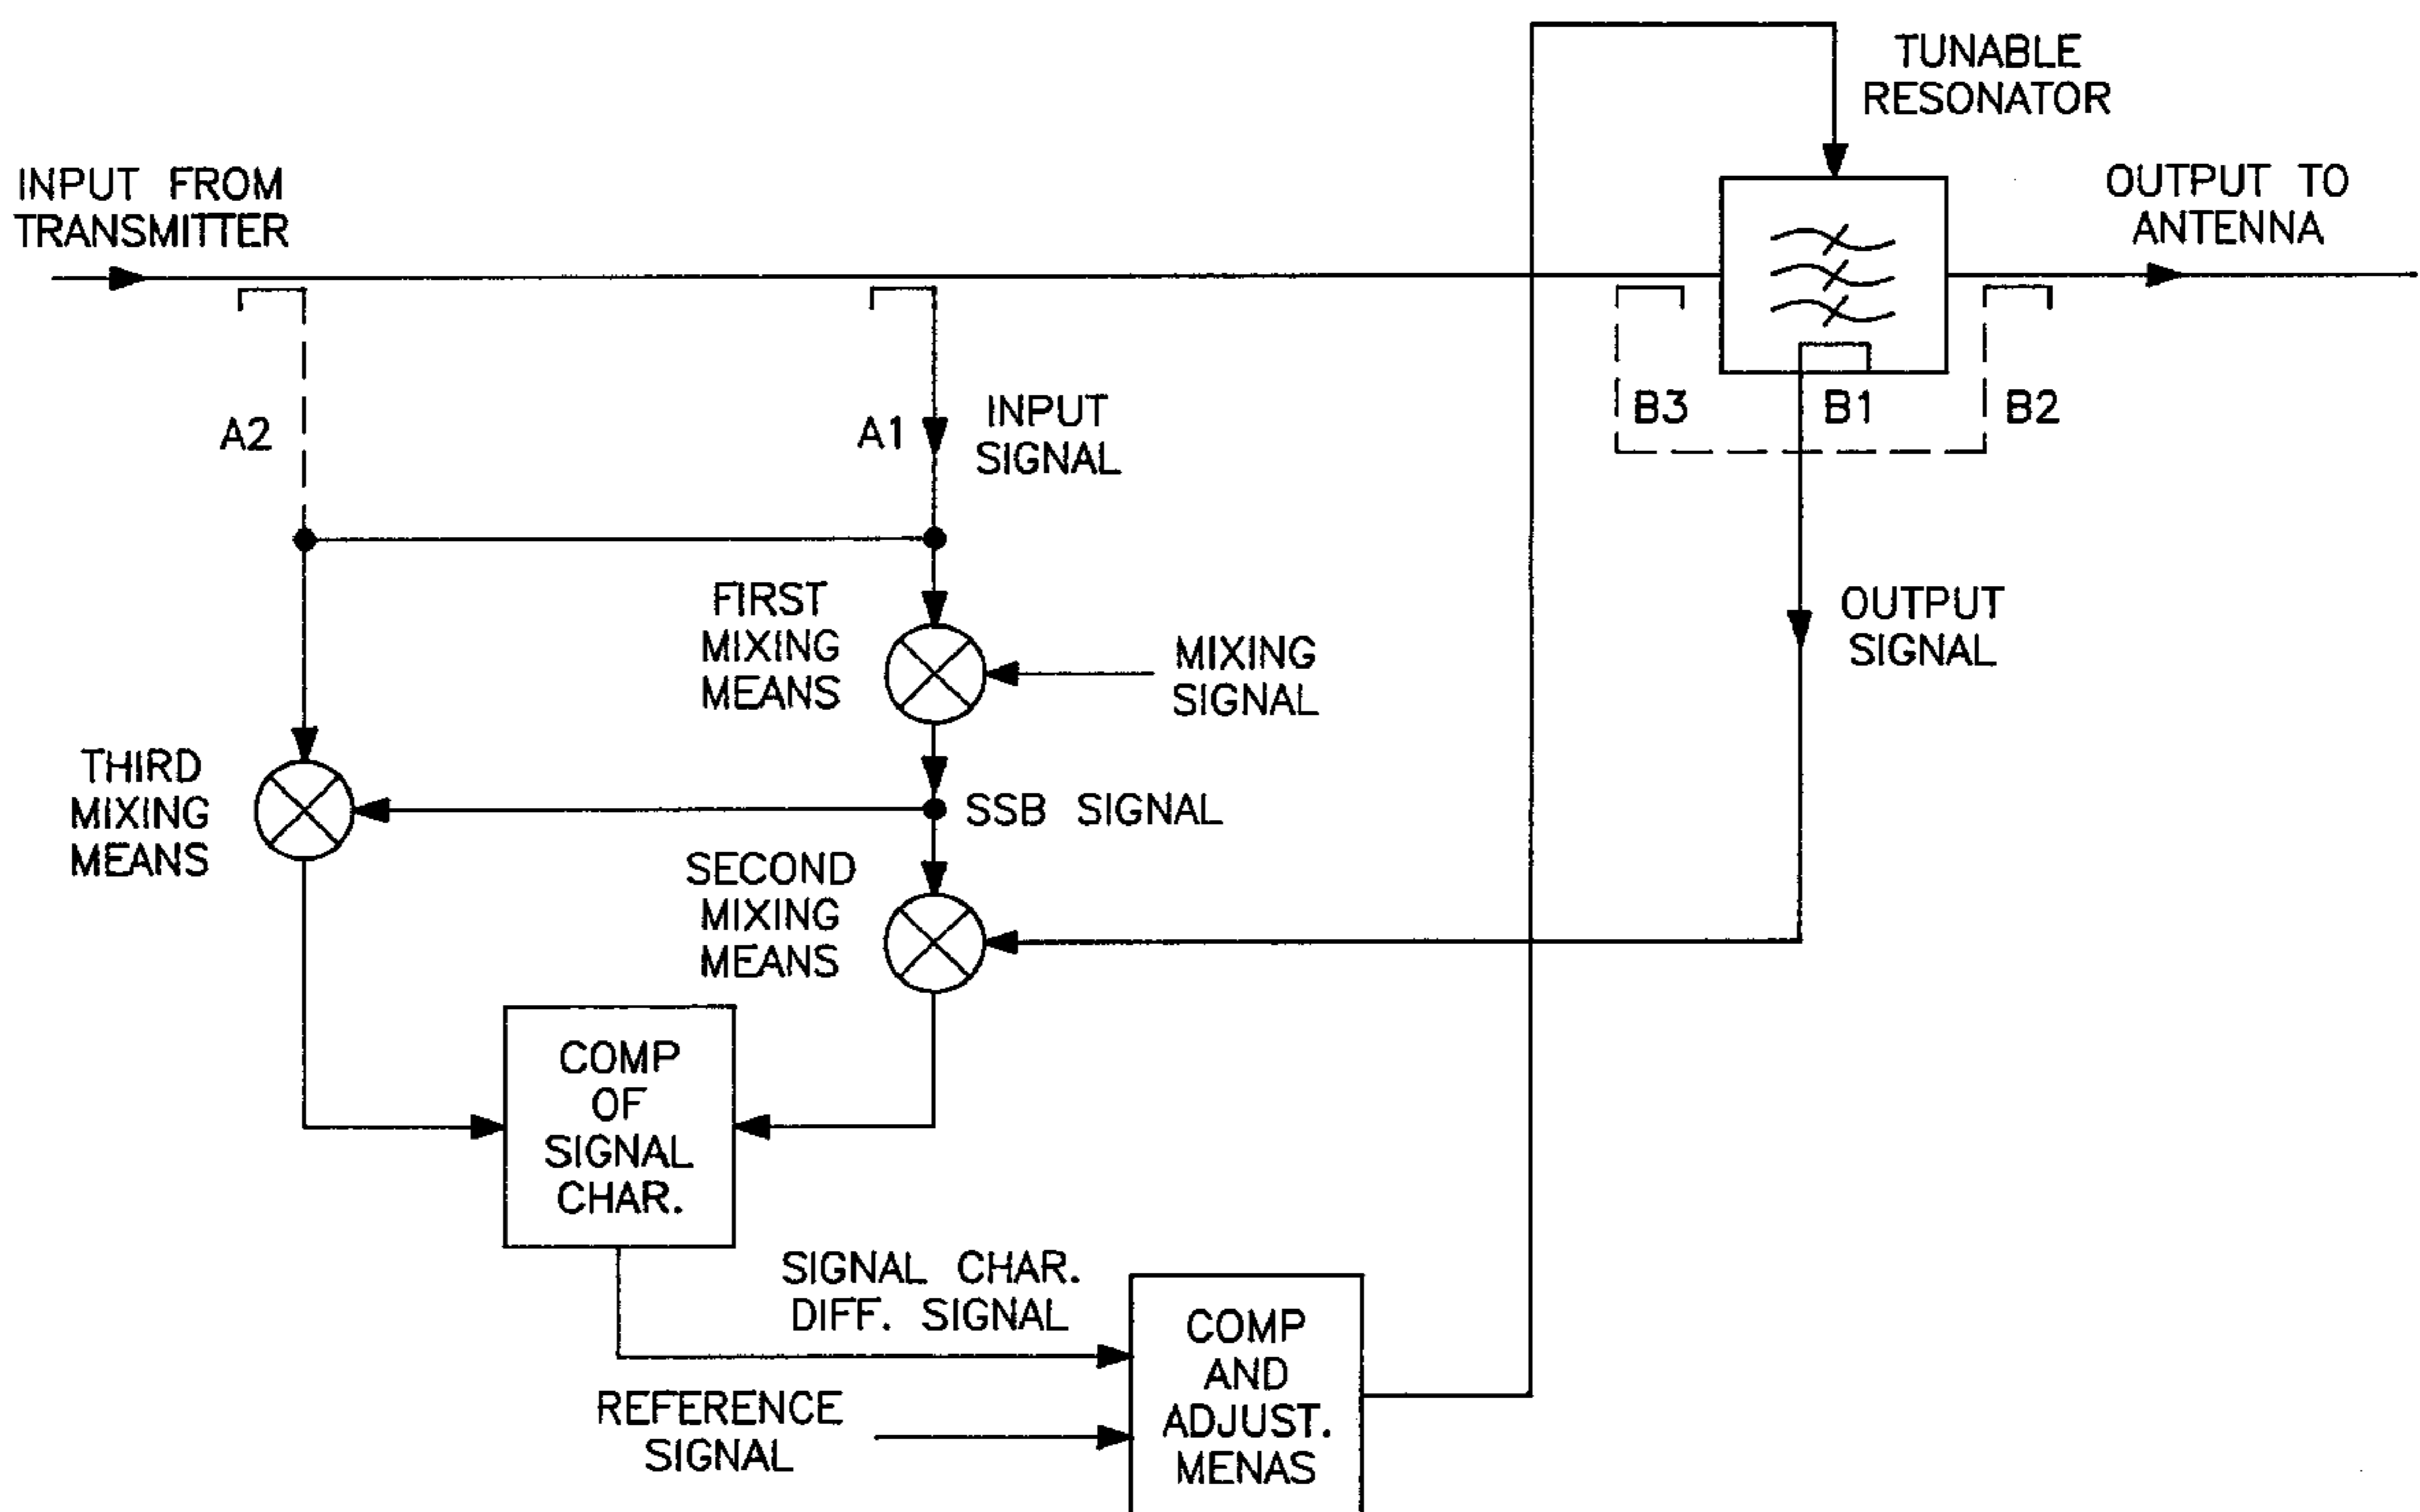 TUNABLE
RESONATOR
INPUT FROM
TRANSMITTER
OUTPUT TO
ANTENNA
A2
A1
INPUT
SIGNAL
B3
B1
B2
FIRST
MIXING
MEANS
MIXING
SIGNAL
OUTPUT
SIGNAL
THIRD
MIXING
MEANS
SSB SIGNAL
SECOND
MIXING
MEANS
COMP
OF
SIGNAL
CHAR.
SIGNAL CHAR.
DIFF. SIGNAL
REFERENCE
SIGNAL
COMP
AND
ADJUST.
MENAS